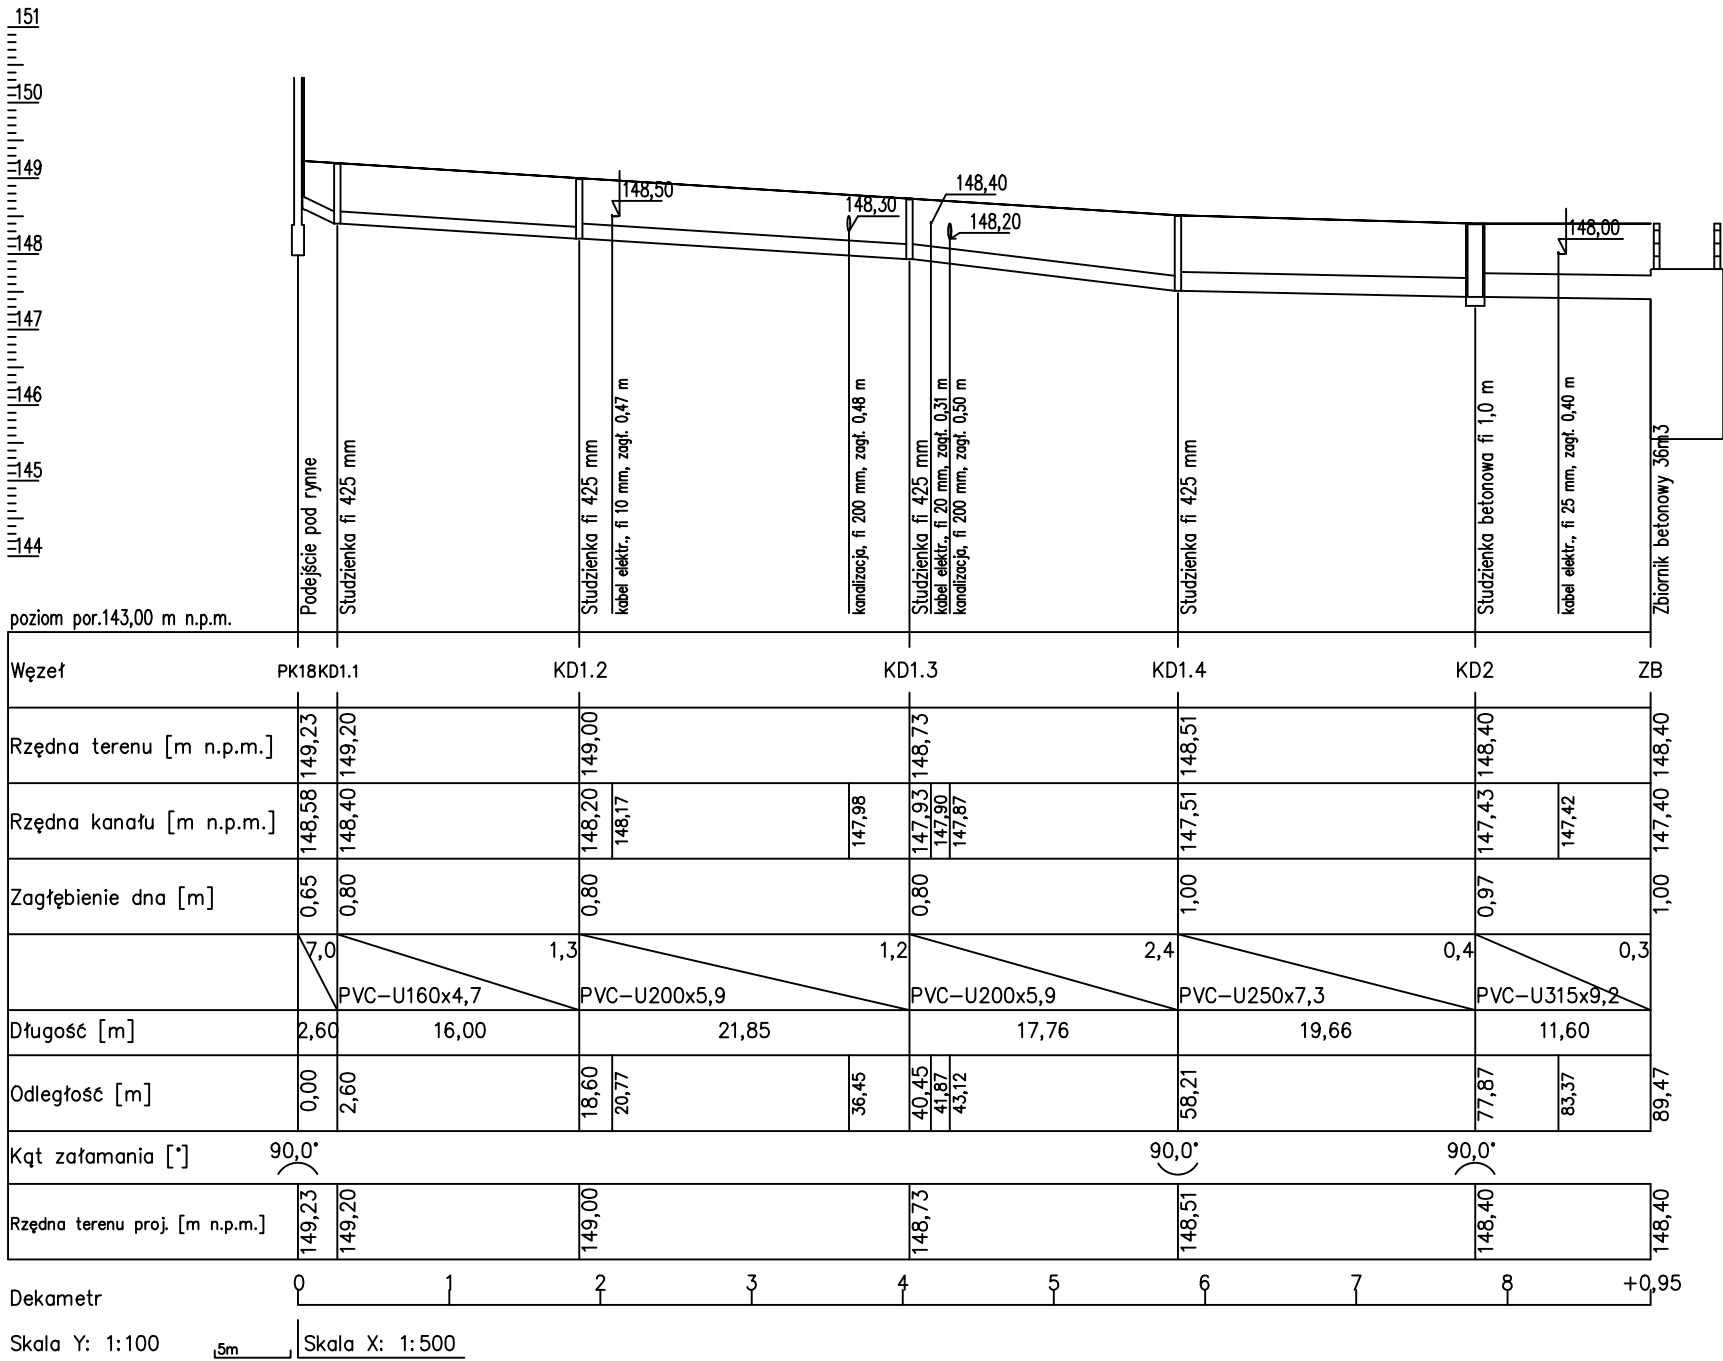 151
150
149
148
147
146
145
144
148,50
148,30
148,40
148,20
148,00
Podejście pod rynne
Studzienka fi 425 mm
Studzienka fi 425 mm
kabel elektr., fi 10 mm, zagł. 0,47 m
kanalizacja, fi 200 mm, zagł. 0,48 m
Studzienka fi 425 mm
kabel elektr., fi 20 mm, zagł. 0,31 m
kanalizacja, fi 200 mm, zagł. 0,50 m
Studzienka fi 425 mm
Studzienka betonowa fi 1,0 m
kabel elektr., fi 25 mm, zagł. 0,40 m
Zbiornik betonowy 36m3
poziom por.143,00 m n.p.m.
Węzeł PK18 KD1.1 KD1.2 KD1.3 KD1.4 KD2 ZB
Rzędna terenu [m n.p.m.] 149,23 149,20 149,00 148,73 148,51 148,40 148,40
Rzędna kanału [m n.p.m.] 148,58 148,40 148,20 148,17 147,98 147,93 147,90 147,87 147,51 147,43 147,42 147,40
Zagłębienie dna [m] 0,65 0,80 0,80 0,80 1,00 0,97 1,00
7,0 1,3 1,2 2,4 0,4 0,3
PVC-U160x4,7 PVC-U200x5,9 PVC-U200x5,9 PVC-U250x7,3 PVC-U315x9,2
Długość [m] 2,60 16,00 21,85 17,76 19,66 11,60
Odległość [m] 0,00 2,60 18,60 20,77 36,45 40,45 41,87 43,12 58,21 77,87 83,37 89,47
Kąt załamania [°] 90,0° 90,0° 90,0°
Rzędna terenu proj. [m n.p.m.] 149,23 149,20 149,00 148,73 148,51 148,40 148,40
Dekametr 0 1 2 3 4 5 6 7 8 +0,95
Skala Y: 1:100 5m Skala X: 1:500